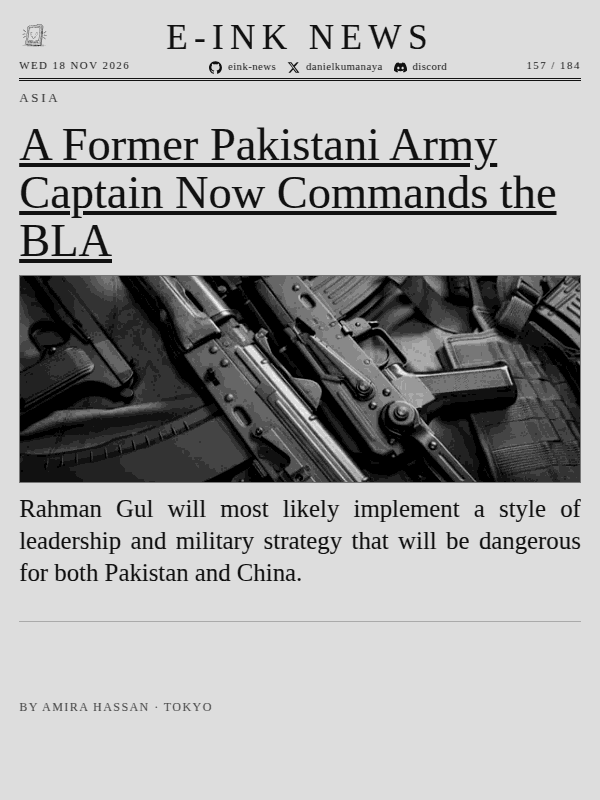 E-INK NEWS
WED 18 NOV 2026
eink-news
danielkumanaya
discord
157 / 184
ASIA
A Former Pakistani Army
Captain Now Commands the
BLA
Rahman Gul will most likely implement a style of
leadership and military strategy that will be dangerous
for both Pakistan and China.
BY AMIRA HASSAN · TOKYO